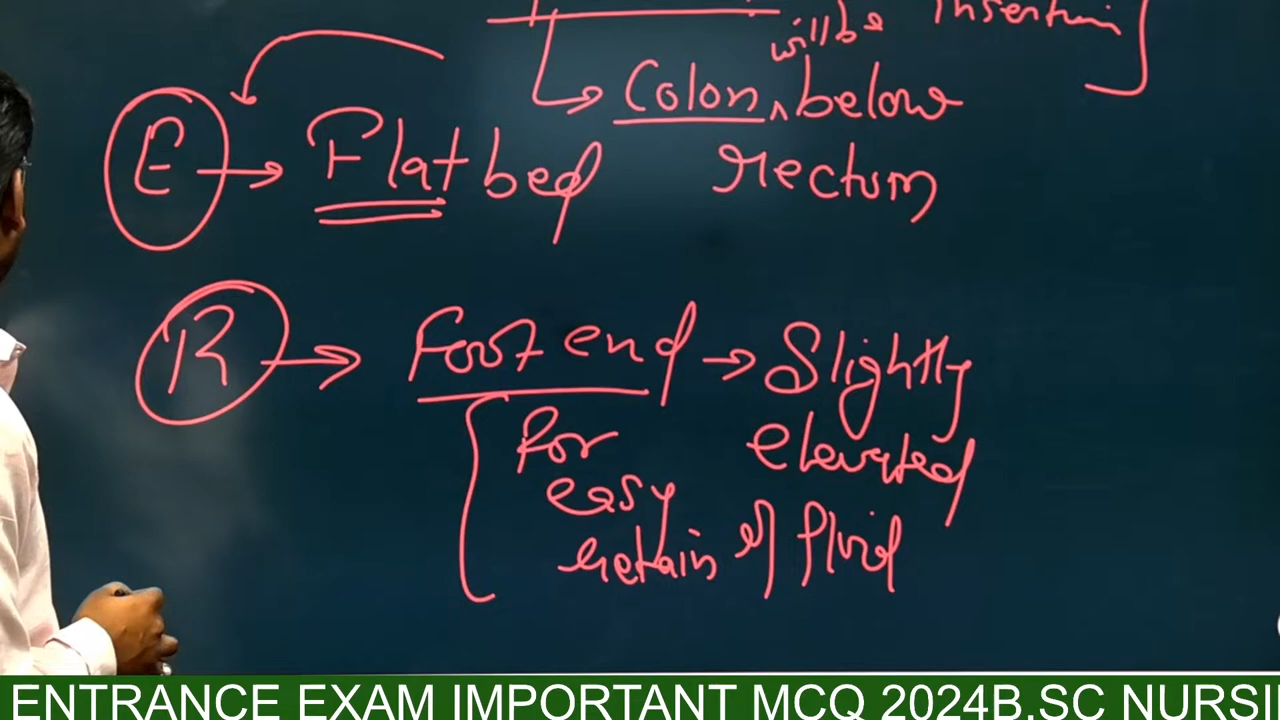 will be Insertion
Colon ^ below
rectum
E → Flat bed
R → Foot end → Slightly
elevated
for
easy
retain of fluid
ENTRANCE EXAM IMPORTANT MCQ 2024B.SC NURSI